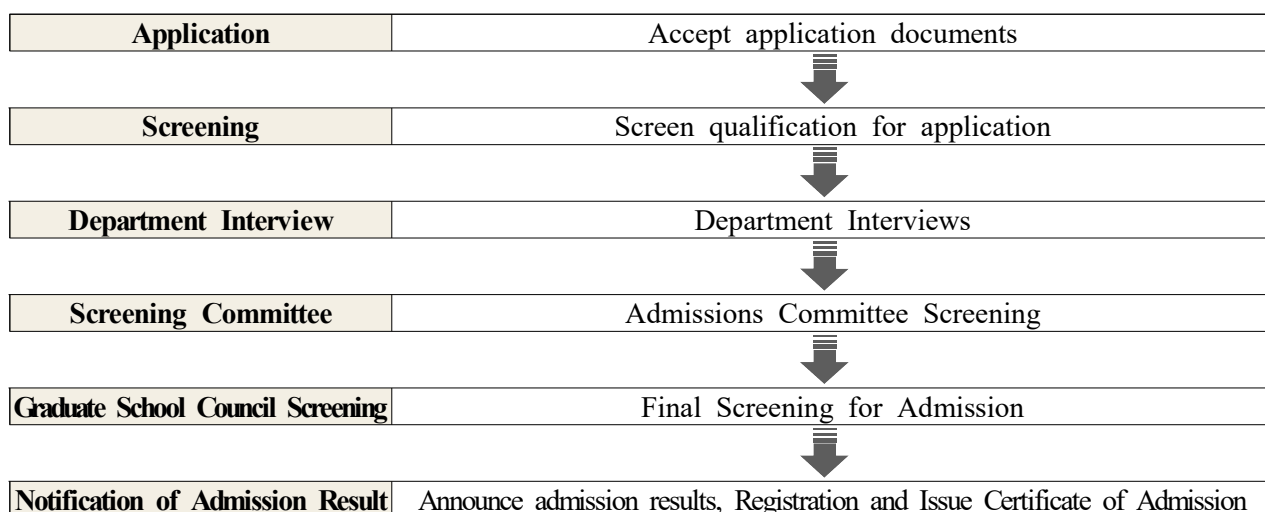 Application Accept application documents
Screening Screen qualification for application
Department Interview Department Interviews
Screening Committee Admissions Committee Screening
Graduate School Council Screening Final Screening for Admission
Notification of Admission Result Announce admission results, Registration and Issue Certificate of Admission